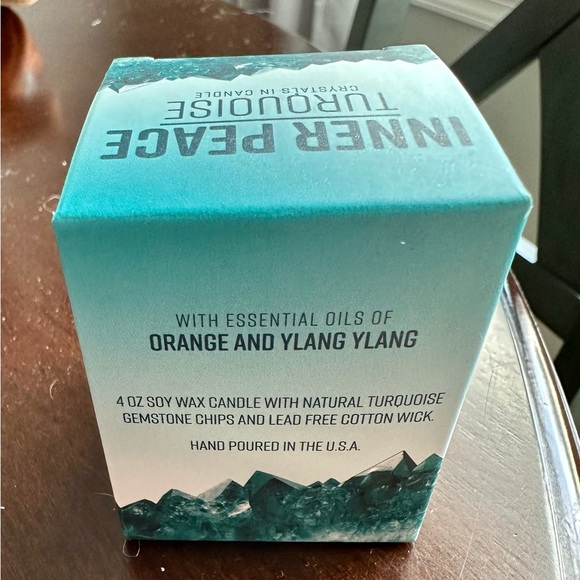 INNER PEACE
TURQUOISE
CRYSTALS IN CANDLE
WITH ESSENTIAL OILS OF
ORANGE AND YLANG YLANG
4 OZ SOY WAX CANDLE WITH NATURAL TURQUOISE
GEMSTONE CHIPS AND LEAD FREE COTTON WICK.
HAND POURED IN THE U.S.A.